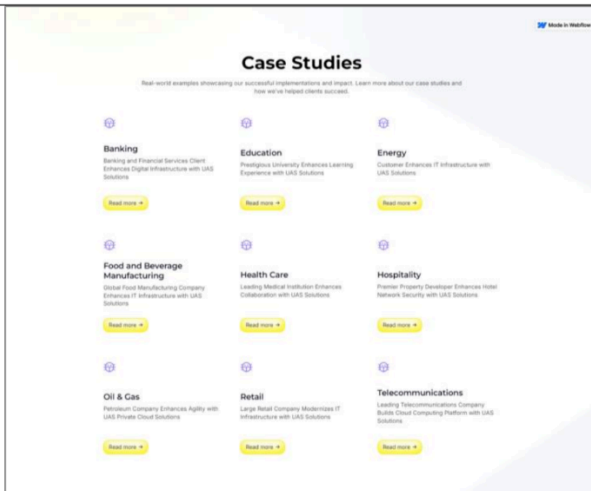 Made in Webflow
Case Studies
Real-world examples showcasing our successful implementations and impact. Learn more about our case studies and
how we've helped clients succeed.
Banking
Banking and Financial Services Client
Enhances Digital Infrastructure with UAS
Solutions
Read more →
Education
Prestigious University Enhances Learning
Experience with UAS Solutions
Read more →
Energy
Customer Enhances IT Infrastructure with
UAS Solutions
Read more →
Food and Beverage
Manufacturing
Global Food Manufacturing Company
Enhances IT Infrastructure with UAS
Solutions
Read more →
Health Care
Leading Medical Institution Enhances
Collaboration with UAS Solutions
Read more →
Hospitality
Premier Property Developer Enhances Hotel
Network Security with UAS Solutions
Read more →
Oil & Gas
Petroleum Company Enhances Agility with
UAS Private Cloud Solutions
Read more →
Retail
Large Retail Company Modernizes IT
Infrastructure with UAS Solutions
Read more →
Telecommunications
Leading Telecommunications Company
Builds Cloud Computing Platform with UAS
Solutions
Read more →